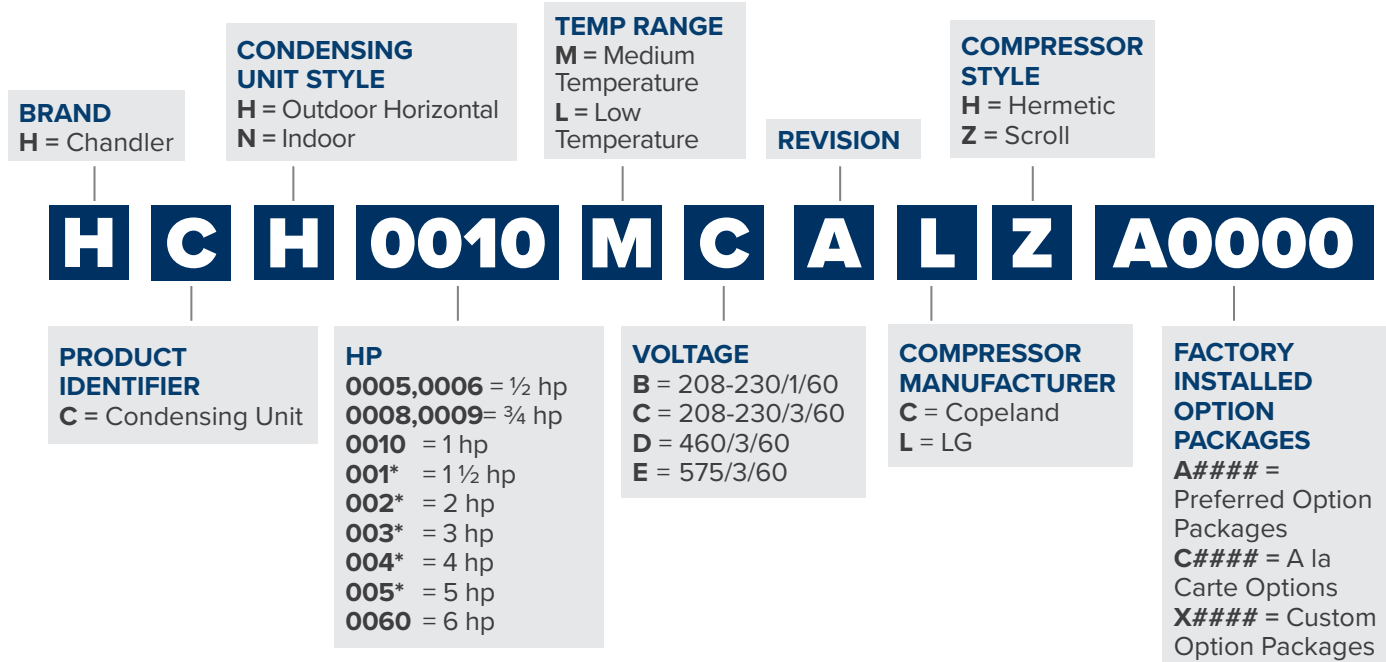 BRAND
H = Chandler
CONDENSING
UNIT STYLE
H = Outdoor Horizontal
N = Indoor
TEMP RANGE
M = Medium
Temperature
L = Low
Temperature
REVISION
COMPRESSOR
STYLE
H = Hermetic
Z = Scroll
H C H 0010 M C A L Z A0000
PRODUCT
IDENTIFIER
C = Condensing Unit
HP
0005,0006 = ½ hp
0008,0009= ¾ hp
0010 = 1 hp
001* = 1 ½ hp
002* = 2 hp
003* = 3 hp
004* = 4 hp
005* = 5 hp
0060 = 6 hp
VOLTAGE
B = 208-230/1/60
C = 208-230/3/60
D = 460/3/60
E = 575/3/60
COMPRESSOR
MANUFACTURER
C = Copeland
L = LG
FACTORY
INSTALLED
OPTION
PACKAGES
A#### =
Preferred Option
Packages
C#### = A la
Carte Options
X#### = Custom
Option Packages